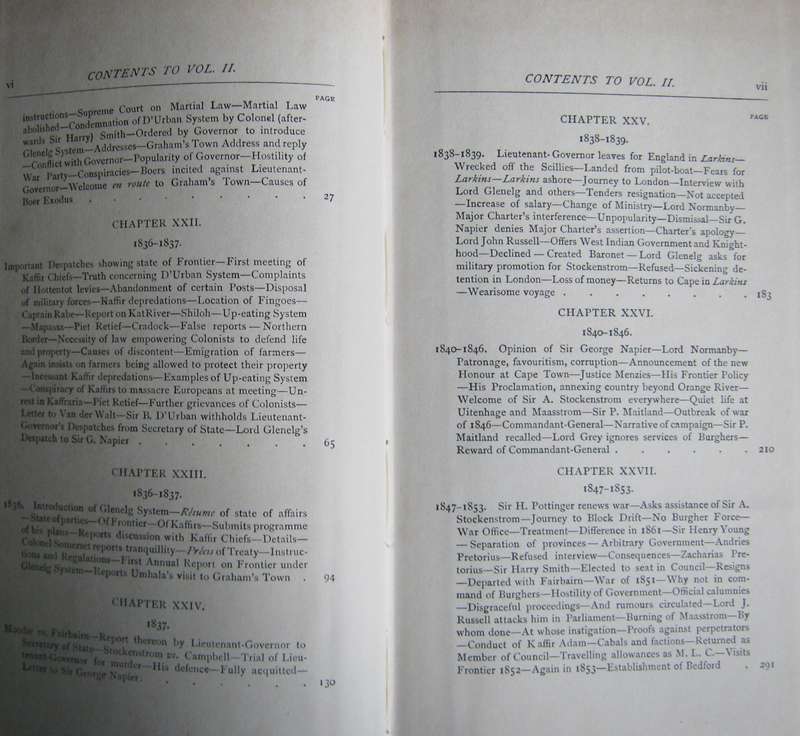 vi
CONTENTS TO VOL. II.
PAGE
instructions—Supreme Court on Martial Law—Martial Law
abolished—Condemnation of D'Urban System by Colonel (after-
wards Sir Harry) Smith—Ordered by Governor to introduce
Glenelg System—Addresses—Graham's Town Address and reply
—Conflict with Governor—Popularity of Governor—Hostility of
War Party—Conspiracies—Boers incited against Lieutenant-
Governor—Welcome en route to Graham's Town—Causes of
Boer Exodus . . . . . . . . 27
CHAPTER XXII.
1836-1837.
Important Despatches showing state of Frontier—First meeting of
Kaffir Chiefs—Truth concerning D'Urban System—Complaints
of Hottentot levies—Abandonment of certain Posts—Disposal
of military forces—Kaffir depredations—Location of Fingoes—
Captain Rabe—Report on Kat River—Shiloh—Up-eating System
—Mapassa—Piet Retief—Cradock—False reports—Northern
Border—Necessity of law empowering Colonists to defend life
and property—Causes of discontent—Emigration of farmers—
Again insists on farmers being allowed to protect their property
—Incessant Kaffir depredations—Examples of Up-eating System
—Conspiracy of Kaffirs to massacre Europeans at meeting—Un-
rest in Kaffraria—Piet Retief—Further grievances of Colonists—
Letter to Van der Walt—Sir B. D'Urban withholds Lieutenant-
Governor's Despatches from Secretary of State—Lord Glenelg's
Despatch to Sir G. Napier . . . . . . . 65
CHAPTER XXIII.
1836-1837.
1836. Introduction of Glenelg System—Résumé of state of affairs
—State of parties—Of Frontier—Of Kaffirs—Submits programme
of his plans—Reports discussion with Kaffir Chiefs—Details—
Colonel Somerset reports tranquillity—Précis of Treaty—Instruc-
tions and Regulations—First Annual Report on Frontier under
Glenelg System—Reports Umhala's visit to Graham's Town . 94
CHAPTER XXIV.
1837.
Moodie vs. Fairbairn—Report thereon by Lieutenant-Governor to
Secretary of State—Stockenstrom vs. Campbell—Trial of Lieu-
tenant-Governor for murder—His defence—Fully acquitted—
Letter to Sir George Napier. . . . . . 130
CONTENTS TO VOL. II.
vii
CHAPTER XXV.
PAGE
1838-1839.
1838-1839. Lieutenant-Governor leaves for England in Larkins—
Wrecked off the Scillies—Landed from pilot-boat—Fears for
Larkins—Larkins ashore—Journey to London—Interview with
Lord Glenelg and others—Tenders resignation—Not accepted
—Increase of salary—Change of Ministry—Lord Normanby—
Major Charter's interference—Unpopularity—Dismissal—Sir G.
Napier denies Major Charter's assertion—Charter's apology—
Lord John Russell—Offers West Indian Government and Knight-
hood—Declined — Created Baronet — Lord Glenelg asks for
military promotion for Stockenstrom—Refused—Sickening de-
tention in London—Loss of money—Returns to Cape in Larkins
—Wearisome voyage . . . . . . . . 183
CHAPTER XXVI.
1840-1846.
1840-1846. Opinion of Sir George Napier—Lord Normanby—
Patronage, favouritism, corruption—Announcement of the new
Honour at Cape Town—Justice Menzies—His Frontier Policy
—His Proclamation, annexing country beyond Orange River—
Welcome of Sir A. Stockenstrom everywhere—Quiet life at
Uitenhage and Maasstrom—Sir P. Maitland—Outbreak of war
of 1846—Commandant-General—Narrative of campaign—Sir P.
Maitland recalled—Lord Grey ignores services of Burghers—
Reward of Commandant-General . . . . . . 210
CHAPTER XXVII.
1847-1853.
1847-1853. Sir H. Pottinger renews war—Asks assistance of Sir A.
Stockenstrom—Journey to Block Drift—No Burgher Force—
War Office—Treatment—Difference in 1861—Sir Henry Young
— Separation of provinces — Arbitrary Government—Andries
Pretorius—Refused interview—Consequences—Zacharias Pre-
torius—Sir Harry Smith—Elected to seat in Council—Resigns
—Departed with Fairbairn—War of 1851—Why not in com-
mand of Burghers—Hostility of Government—Official calumnies
—Disgraceful proceedings—And rumours circulated—Lord J.
Russell attacks him in Parliament—Burning of Maasstrom—By
whom done—At whose instigation—Proofs against perpetrators
—Conduct of Kaffir Adam—Cabals and factions—Returned as
Member of Council—Travelling allowances as M. L. C.—Visits
Frontier 1852—Again in 1853—Establishment of Bedford . 291